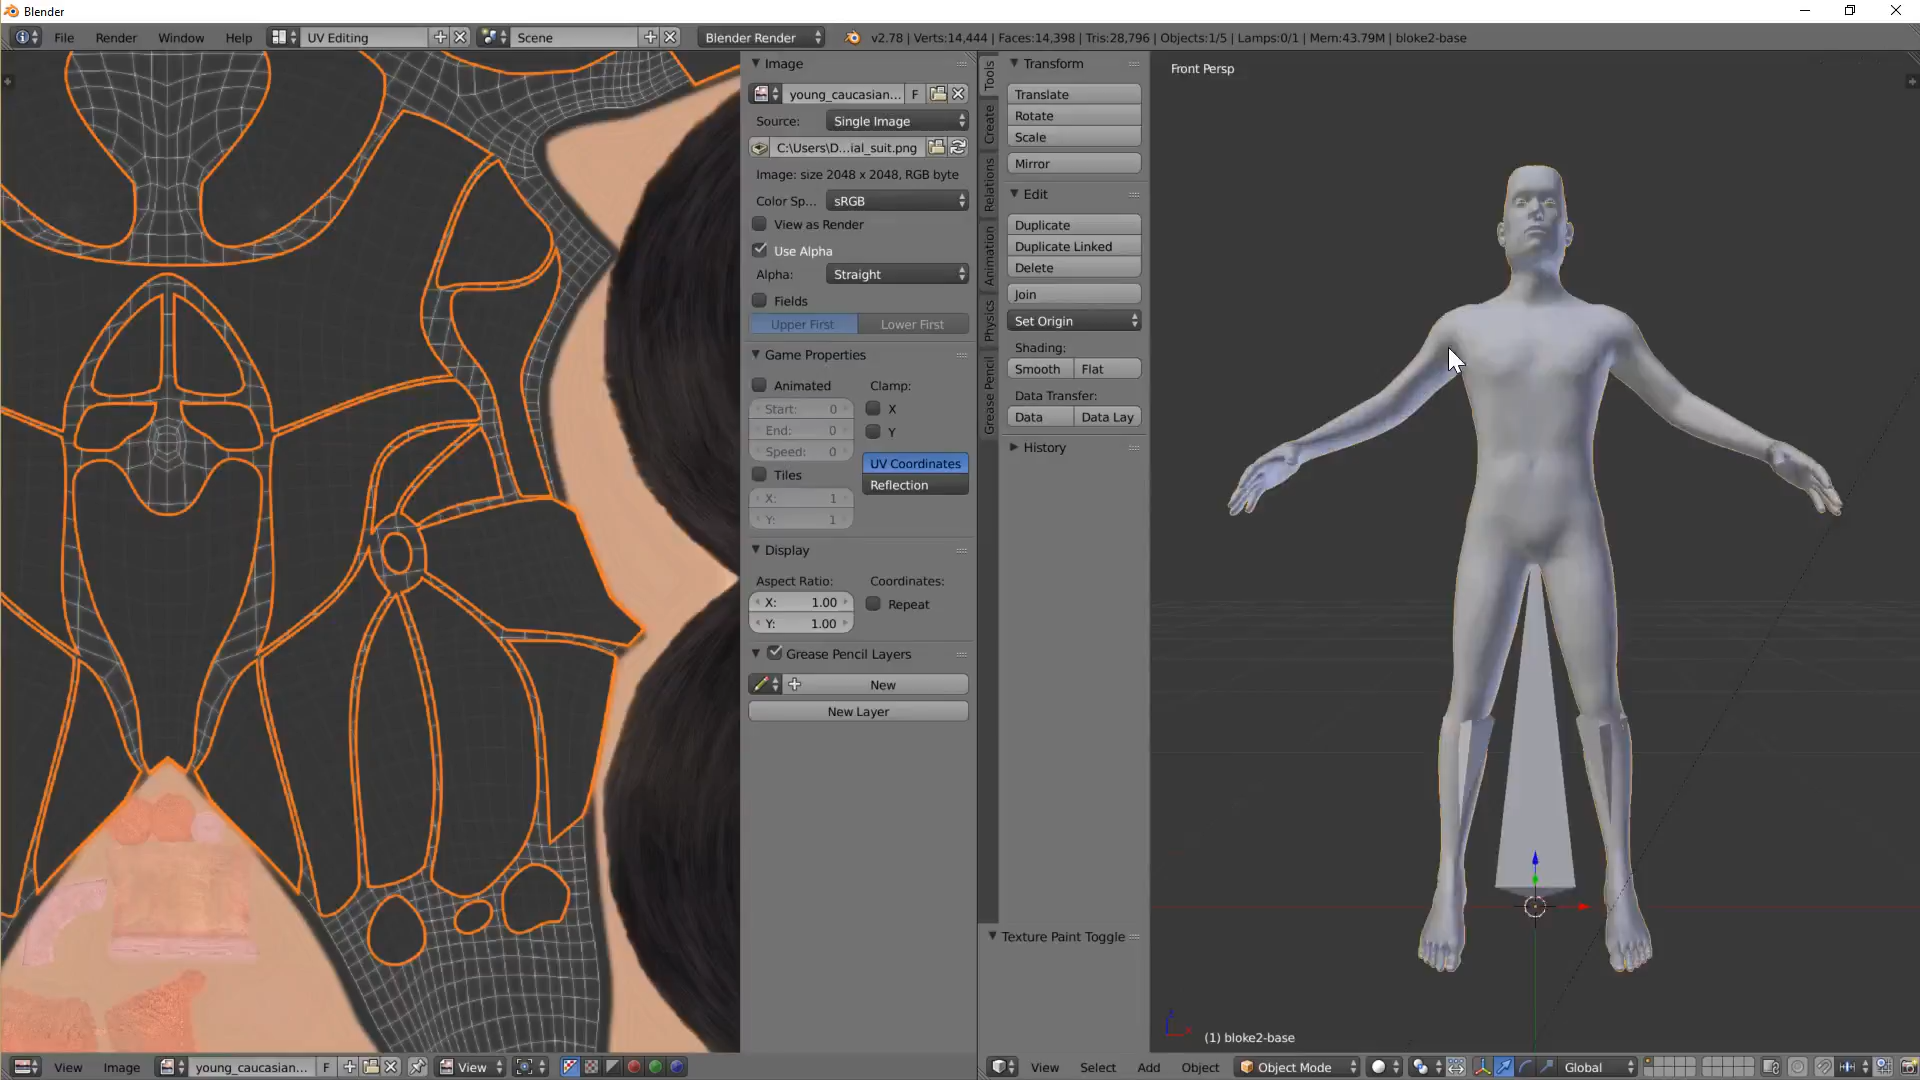 Blender
File Render Window Help UV Editing Scene Blender Render v2.78 | Verts:14,444 | Faces:14,398 | Tris:28,796 | Objects:1/5 | Lamps:0/1 | Mem:43.79M | bloke2-base
Image
young_caucasian... F
Source: Single Image
C:\Users\D...ial_suit.png
Image: size 2048 x 2048, RGB byte
Color Sp... sRGB
View as Render
Use Alpha
Alpha: Straight
Fields
Upper First Lower First
Game Properties
Animated Clamp:
Start: 0 X
End: 0 Y
Speed: 0
UV Coordinates
Tiles Reflection
X: 1
Y: 1
Display
Aspect Ratio: Coordinates:
X: 1.00 Repeat
Y: 1.00
Grease Pencil Layers
New
New Layer
Tools
Create
Relations
Animation
Physics
Grease Pencil
Transform
Translate
Rotate
Scale
Mirror
Edit
Duplicate
Duplicate Linked
Delete
Join
Set Origin
Shading:
Smooth Flat
Data Transfer:
Data Data Lay
History
Texture Paint Toggle
Front Persp
(1) bloke2-base
View Image young_caucasian... F View
View Select Add Object Object Mode Global